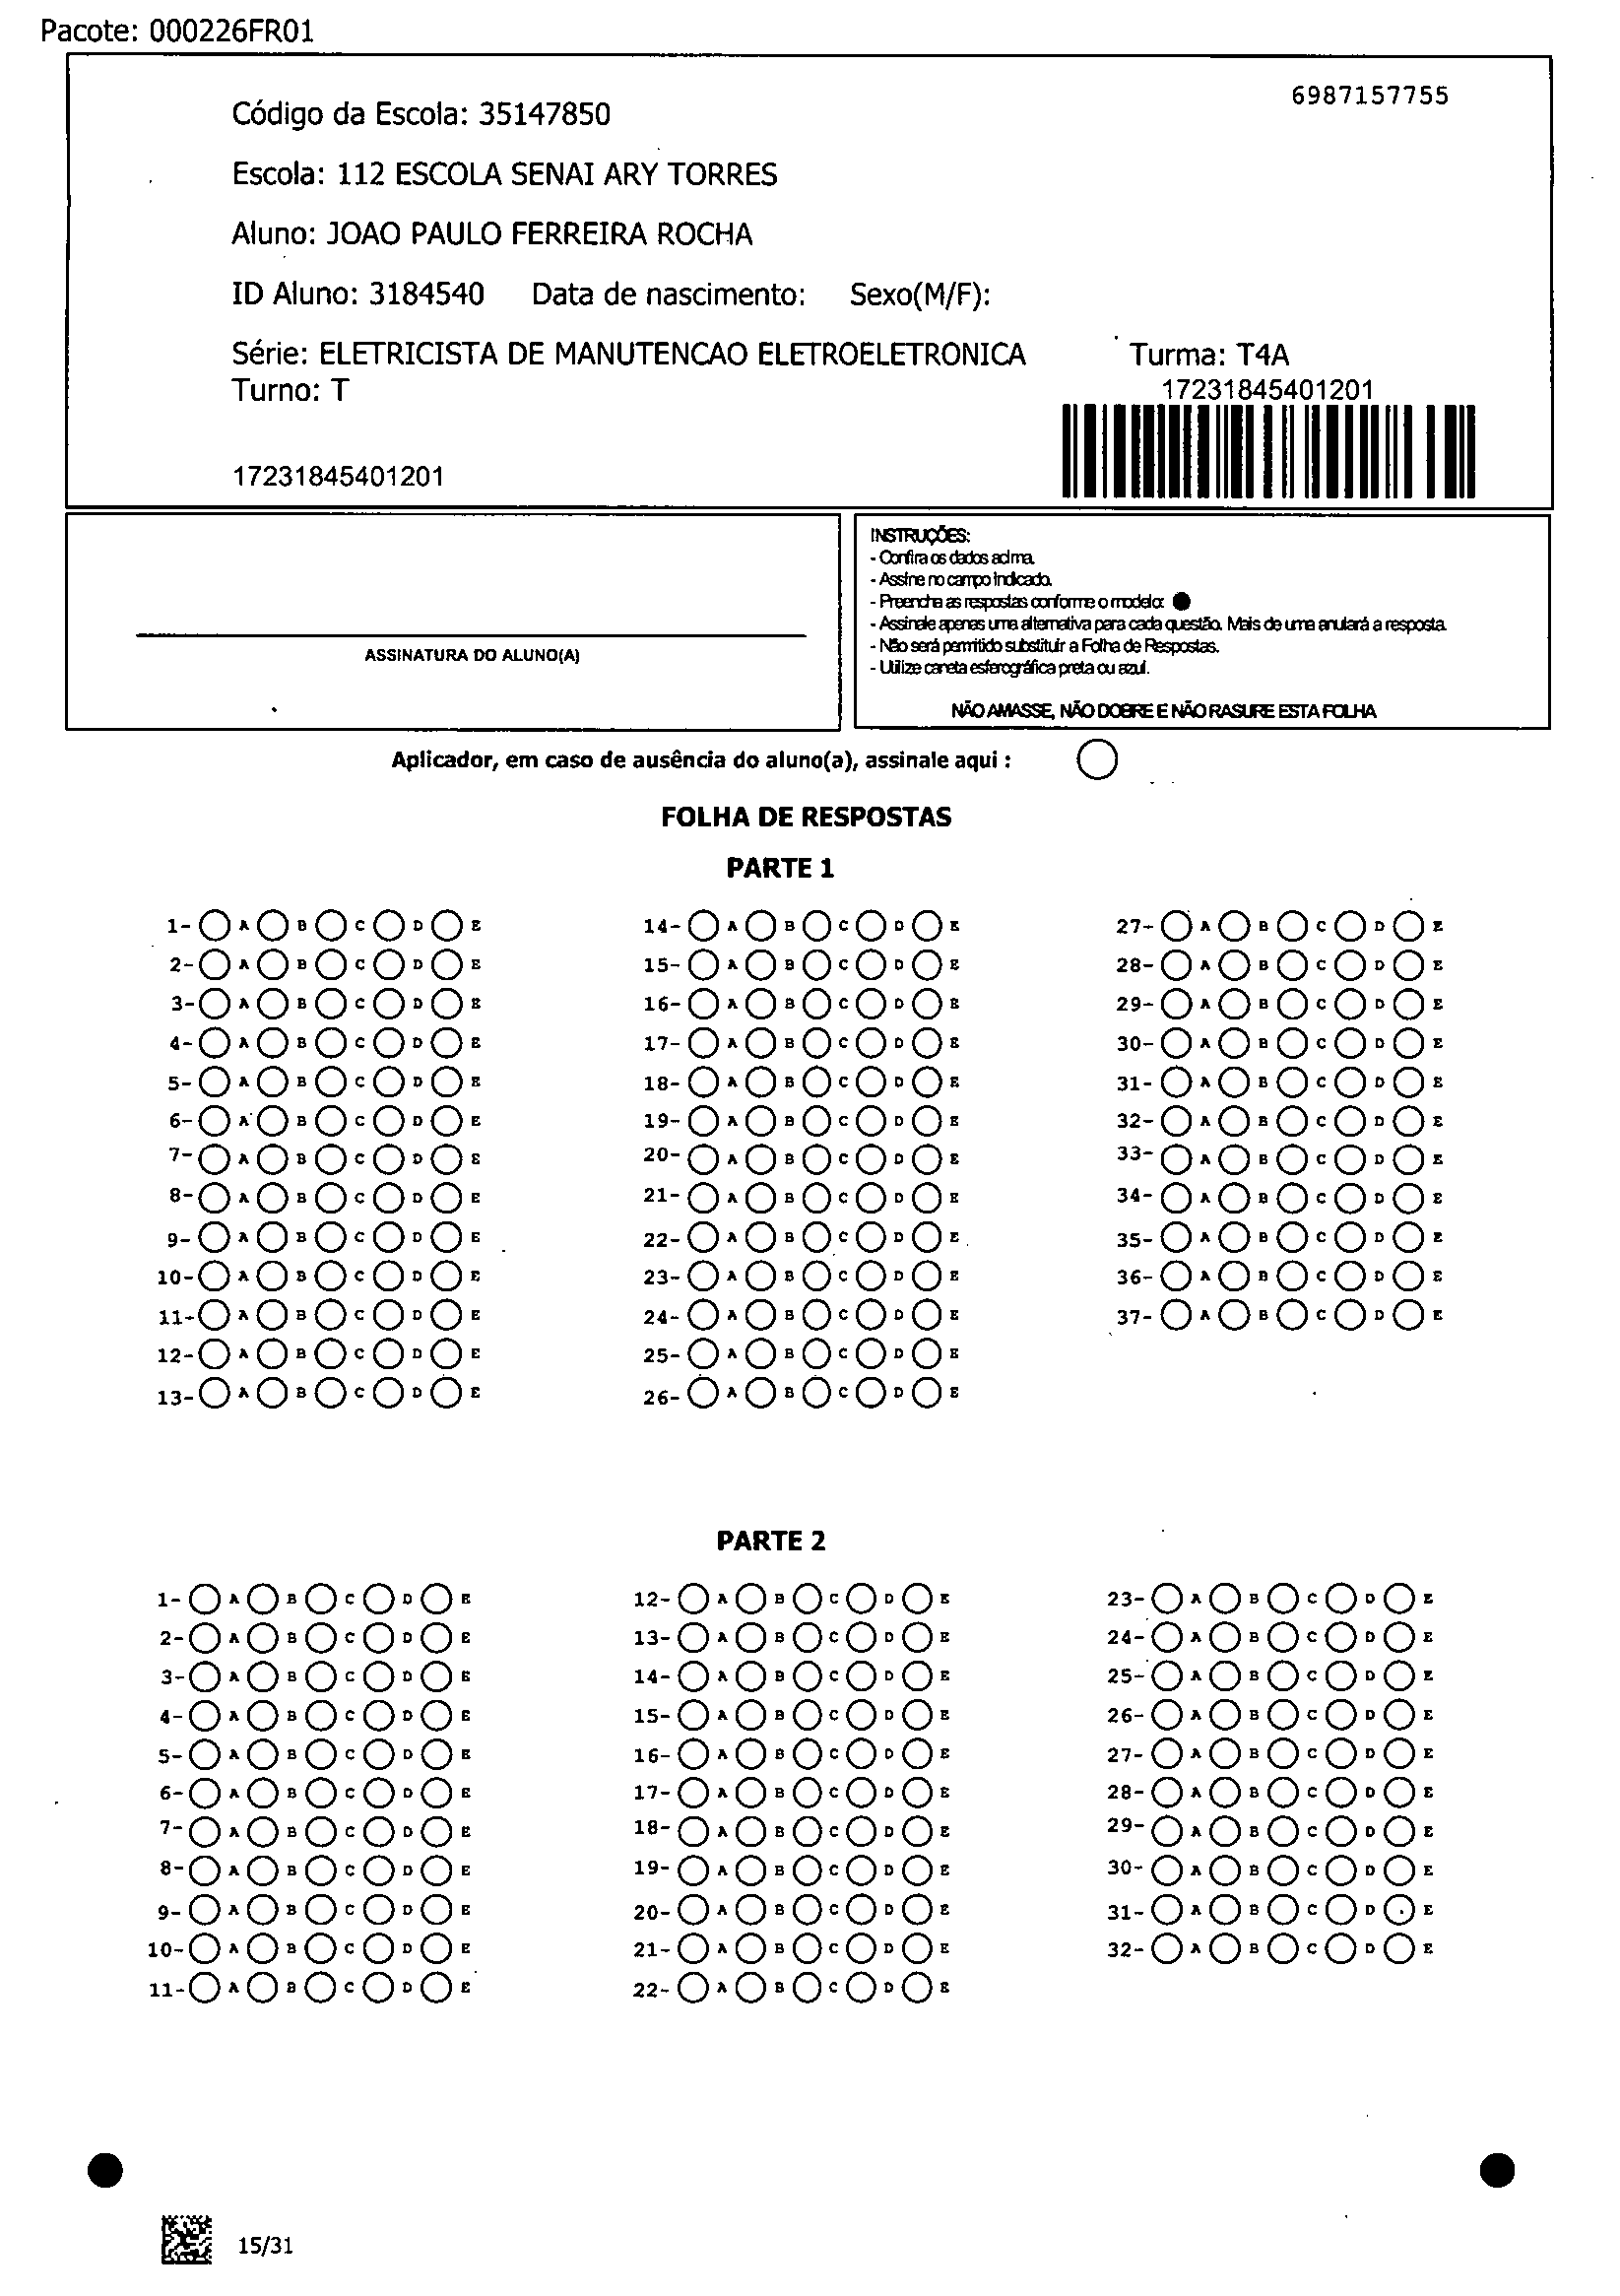 Pacote: 000226FR01
6987157755
Código da Escola: 35147850
Escola: 112 ESCOLA SENAI ARY TORRES
Aluno: JOAO PAULO FERREIRA ROCHA
ID Aluno: 3184540 Data de nascimento: Sexo(M/F):
Série: ELETRICISTA DE MANUTENCAO ELETROELETRONICA Turma: T4A
Turno: T 17231845401201
17231845401201
ASSINATURA DO ALUNO(A)
INSTRUÇÕES:
- Confira os dados acima.
- Assine no campo indicado.
- Preencha as respostas conforme o modelo:
- Assinale apenas uma alternativa para cada questão. Mais de uma anulará a resposta.
- Não será permitido substituir a Folha de Respostas.
- Utilize caneta esferográfica preta ou azul.
NÃO AMASSE, NÃO DOBRE E NÃO RASURE ESTA FOLHA
Aplicador, em caso de ausência do aluno(a), assinale aqui :
FOLHA DE RESPOSTAS
PARTE 1
1- A B C D E 14- A B C D E 27- A B C D E
2- A B C D E 15- A B C D E 28- A B C D E
3- A B C D E 16- A B C D E 29- A B C D E
4- A B C D E 17- A B C D E 30- A B C D E
5- A B C D E 18- A B C D E 31- A B C D E
6- A B C D E 19- A B C D E 32- A B C D E
7- A B C D E 20- A B C D E 33- A B C D E
8- A B C D E 21- A B C D E 34- A B C D E
9- A B C D E 22- A B C D E 35- A B C D E
10- A B C D E 23- A B C D E 36- A B C D E
11- A B C D E 24- A B C D E 37- A B C D E
12- A B C D E 25- A B C D E
13- A B C D E 26- A B C D E
PARTE 2
1- A B C D E 12- A B C D E 23- A B C D E
2- A B C D E 13- A B C D E 24- A B C D E
3- A B C D E 14- A B C D E 25- A B C D E
4- A B C D E 15- A B C D E 26- A B C D E
5- A B C D E 16- A B C D E 27- A B C D E
6- A B C D E 17- A B C D E 28- A B C D E
7- A B C D E 18- A B C D E 29- A B C D E
8- A B C D E 19- A B C D E 30- A B C D E
9- A B C D E 20- A B C D E 31- A B C D E
10- A B C D E 21- A B C D E 32- A B C D E
11- A B C D E 22- A B C D E
15/31